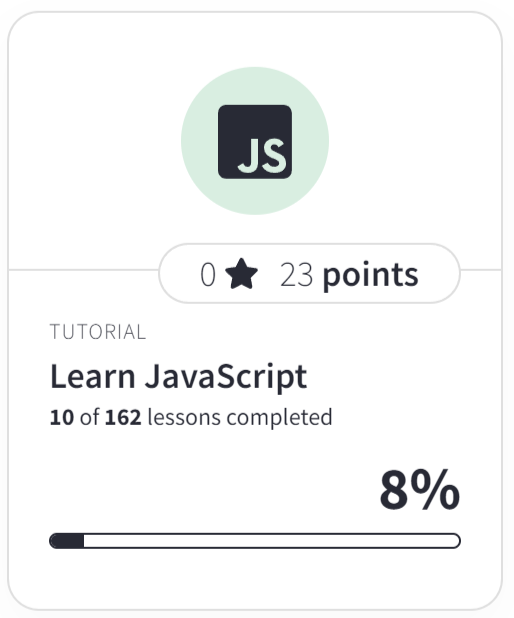 JS
0 ★ 23 points
TUTORIAL
Learn JavaScript
10 of 162 lessons completed
8%